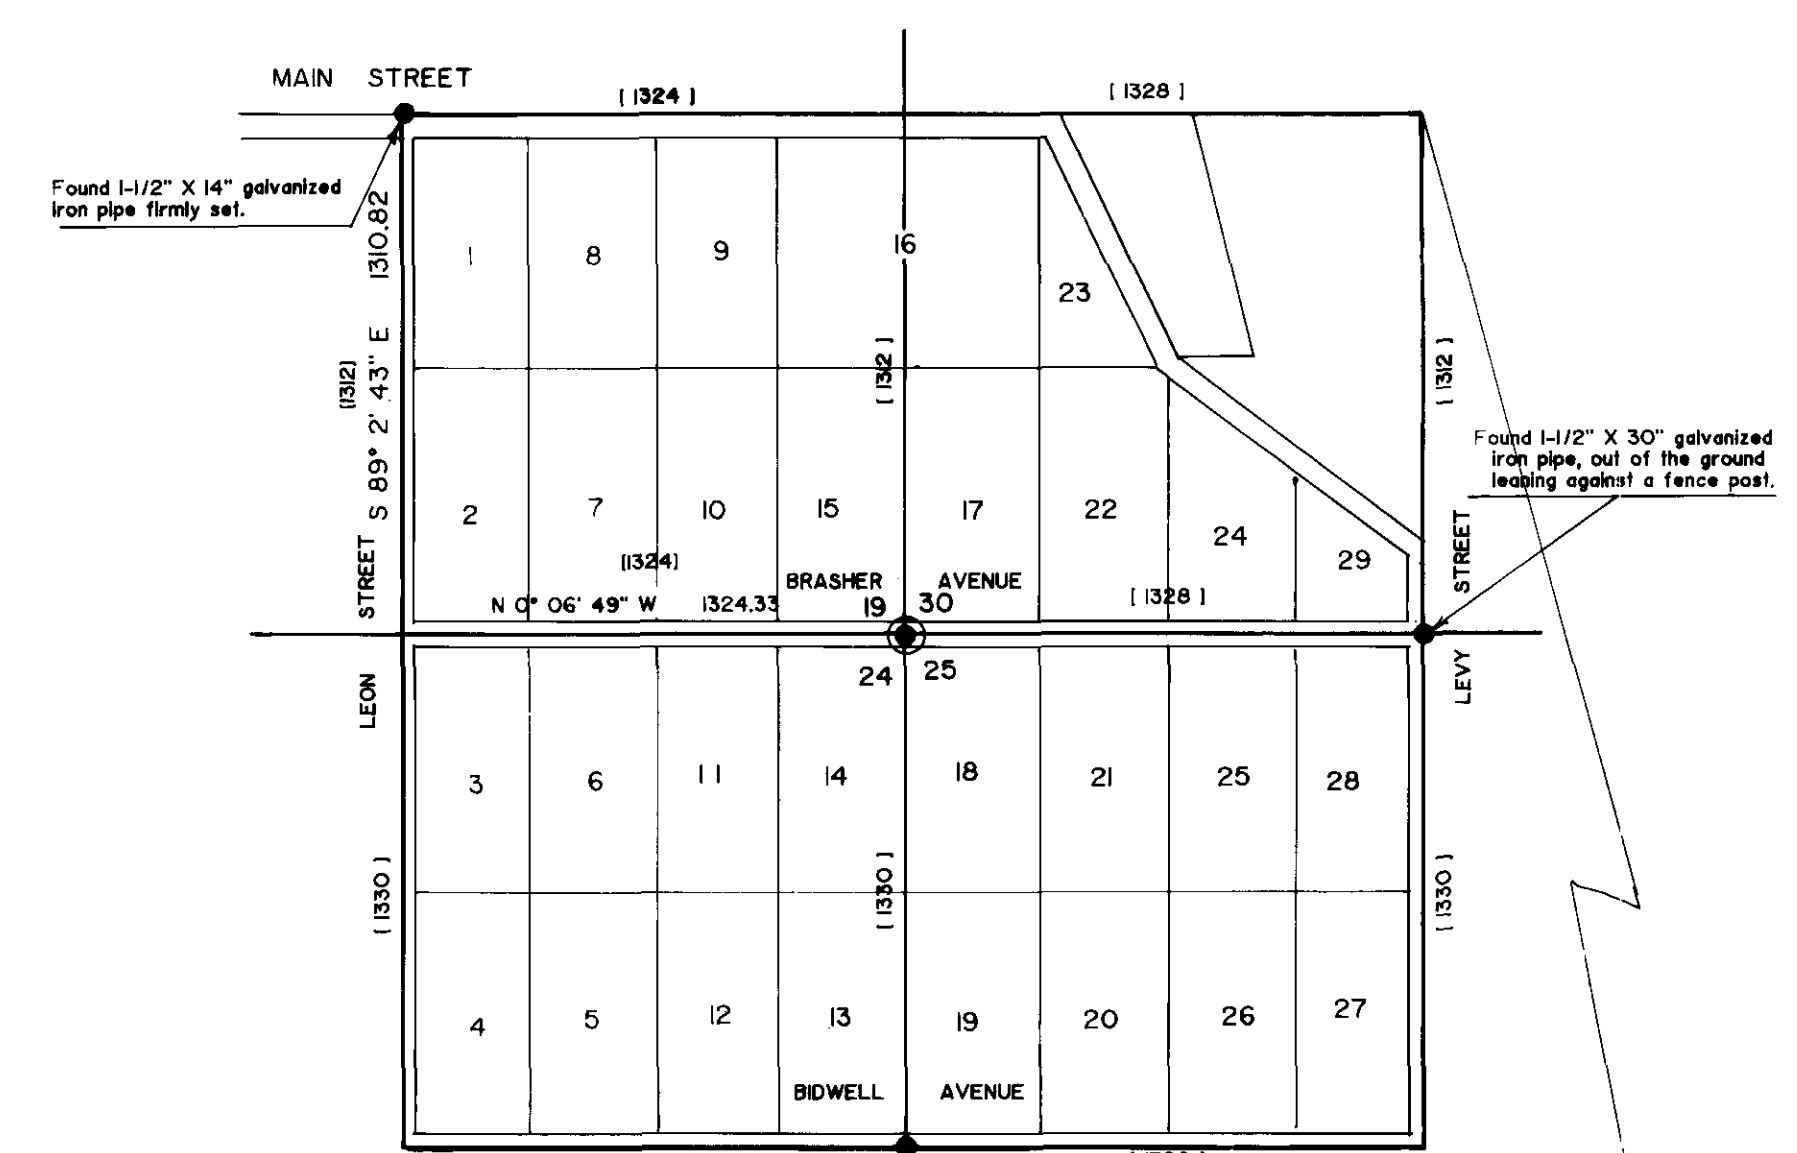 MAIN STREET
[ 1324 ]
[ 1328 ]
Found 1-1/2" X 14" galvanized
iron pipe firmly set.
S 89° 2' 43" E 1310.82
[1312]
1
8
9
16
23
[ 1312 ]
[ 1312 ]
Found 1-1/2" X 30" galvanized
iron pipe, out of the ground
leaning against a fence post.
2
7
10
15
17
22
24
29
[1324]
BRASHER AVENUE
N 0° 06' 49" W 1324.33
19 30
[ 1328 ]
LEON STREET
LEVY STREET
24 25
3
6
11
14
18
21
25
28
[ 1330 ]
[ 1330 ]
[ 1330 ]
4
5
12
13
19
20
26
27
BIDWELL AVENUE